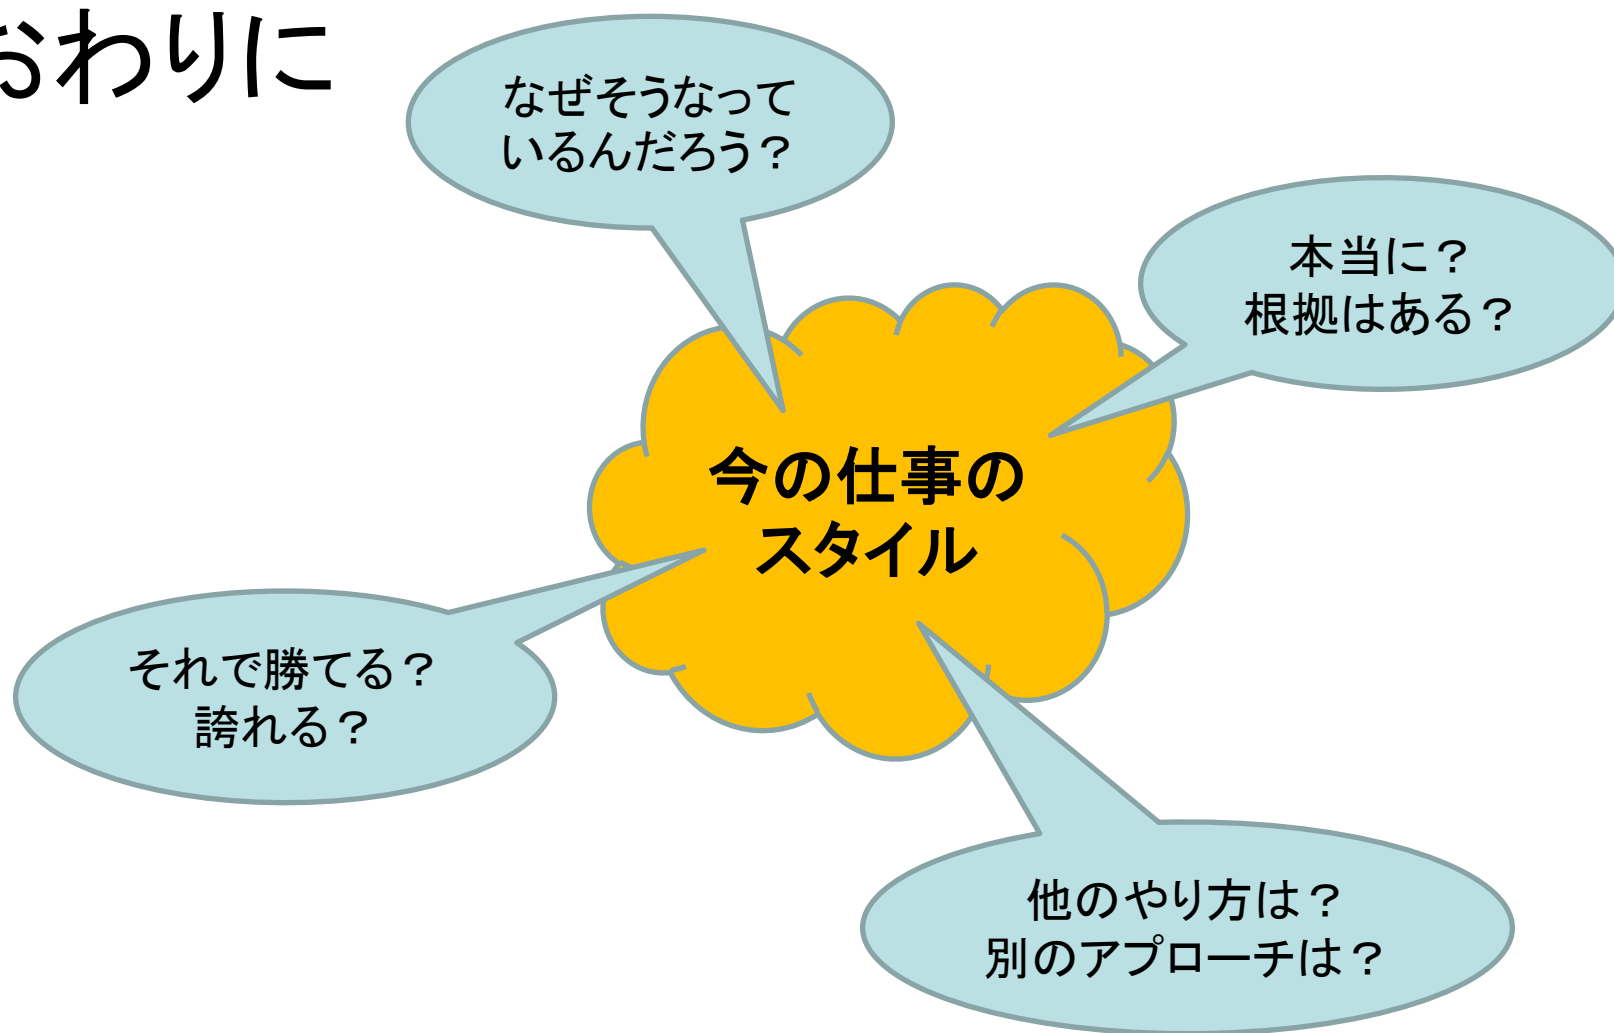 おわりに
なぜそうなって
いるんだろう？
本当に？
根拠はある？
今の仕事の
スタイル
それで勝てる？
誇れる？
他のやり方は？
別のアプローチは？